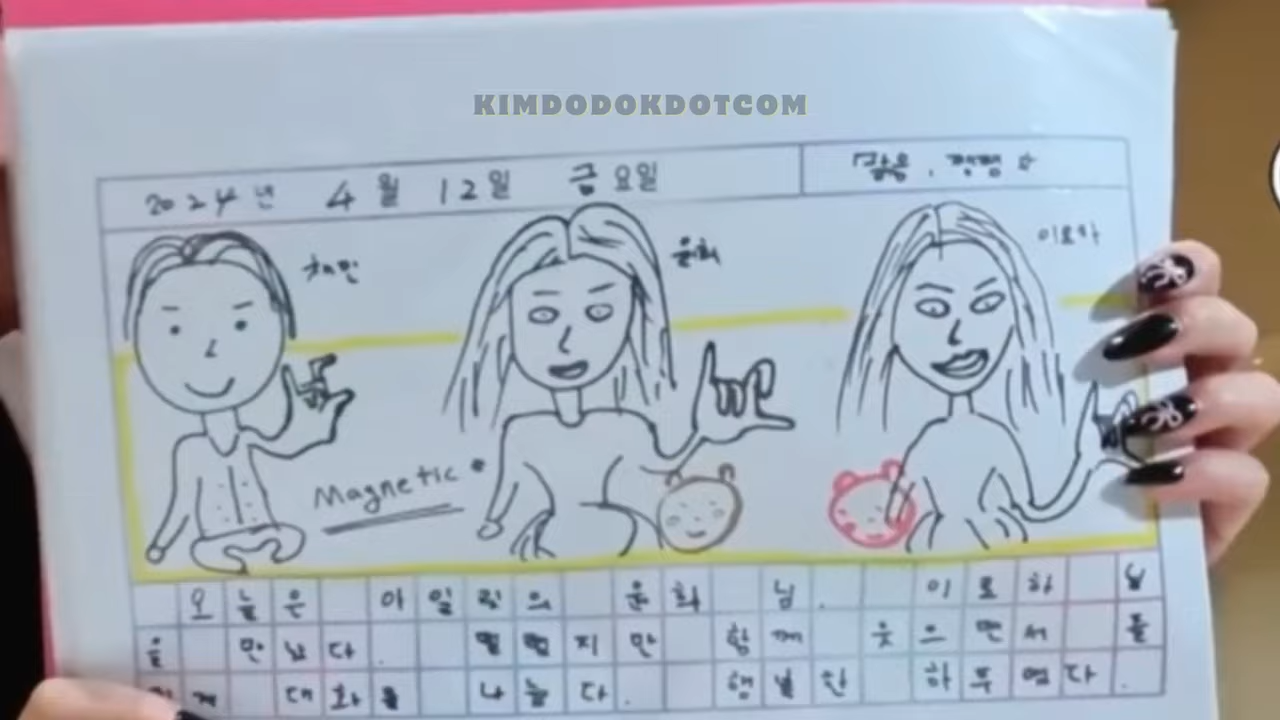 KIMDODOKDOTCOM
2024년 4월 12일 금요일
채민
윤화
이로하
Magnetic
오늘은 아일릿의 윤화 님. 이로하 님
을 만났다. 떨렸지만 함께 웃으면서 즐
겁게 대화를 나눴다. 행복한 하루였다.